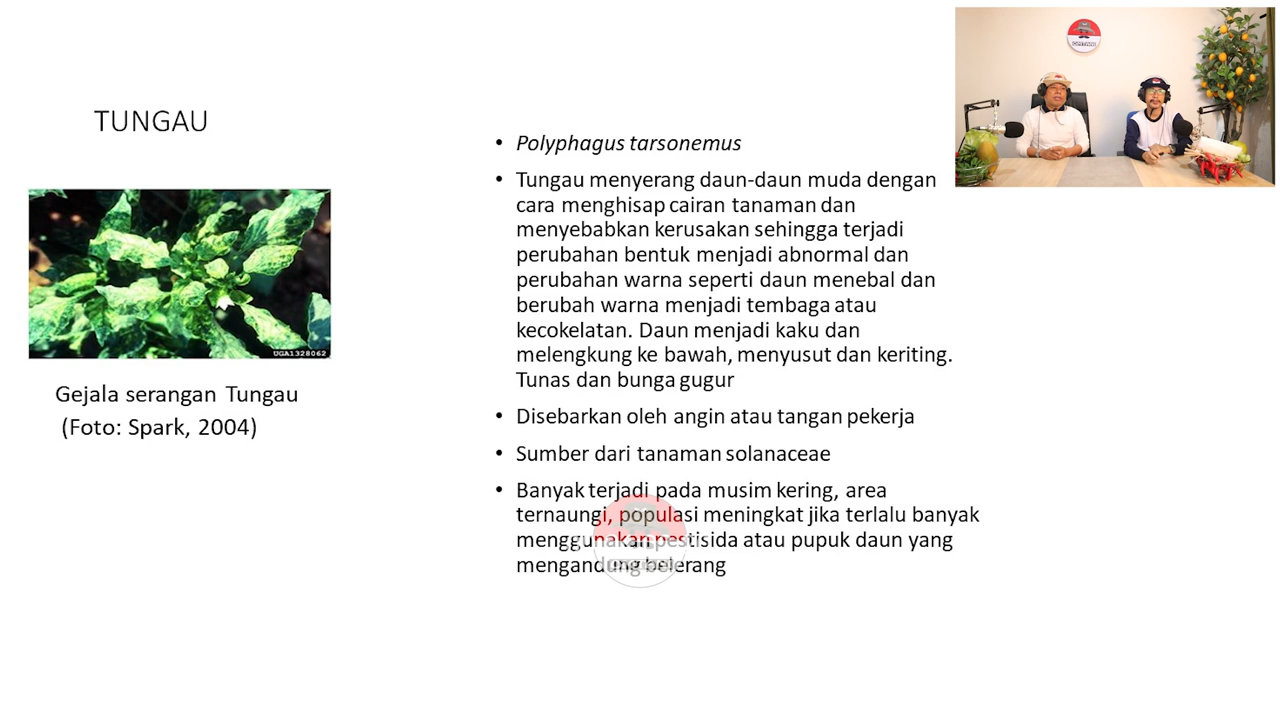 TUNGAU
UGA1328062
Gejala serangan Tungau
(Foto: Spark, 2004)
• Polyphagus tarsonemus
• Tungau menyerang daun-daun muda dengan
cara menghisap cairan tanaman dan
menyebabkan kerusakan sehingga terjadi
perubahan bentuk menjadi abnormal dan
perubahan warna seperti daun menebal dan
berubah warna menjadi tembaga atau
kecokelatan. Daun menjadi kaku dan
melengkung ke bawah, menyusut dan keriting.
Tunas dan bunga gugur
• Disebarkan oleh angin atau tangan pekerja
• Sumber dari tanaman solanaceae
• Banyak terjadi pada musim kering, area
ternaungi, populasi meningkat jika terlalu banyak
menggunakan pestisida atau pupuk daun yang
mengandung belerang